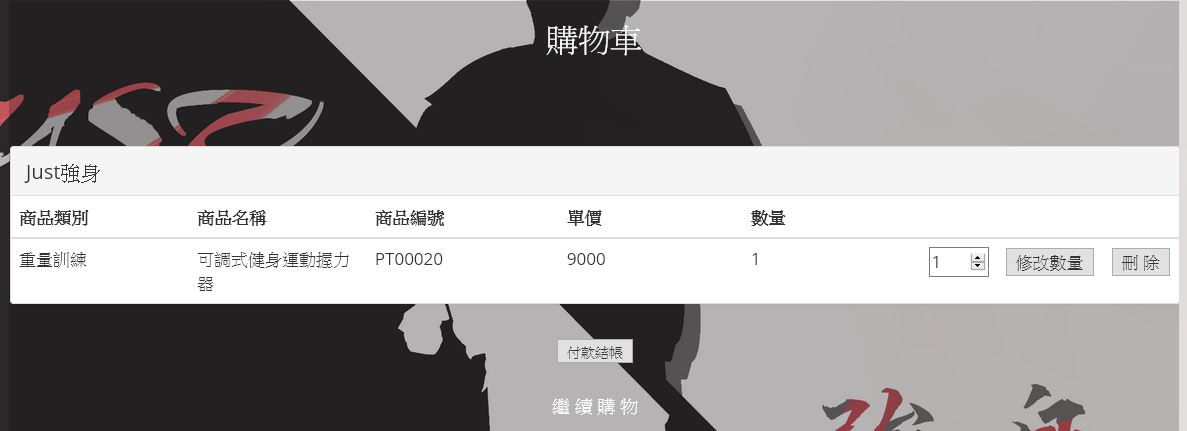 購物車
Just強身
商品類別 商品名稱 商品編號 單價 數量
重量訓練 可調式健身運動握力 PT00020 9000 1 1 修改數量 刪 除
器
付款結帳
繼 續 購 物